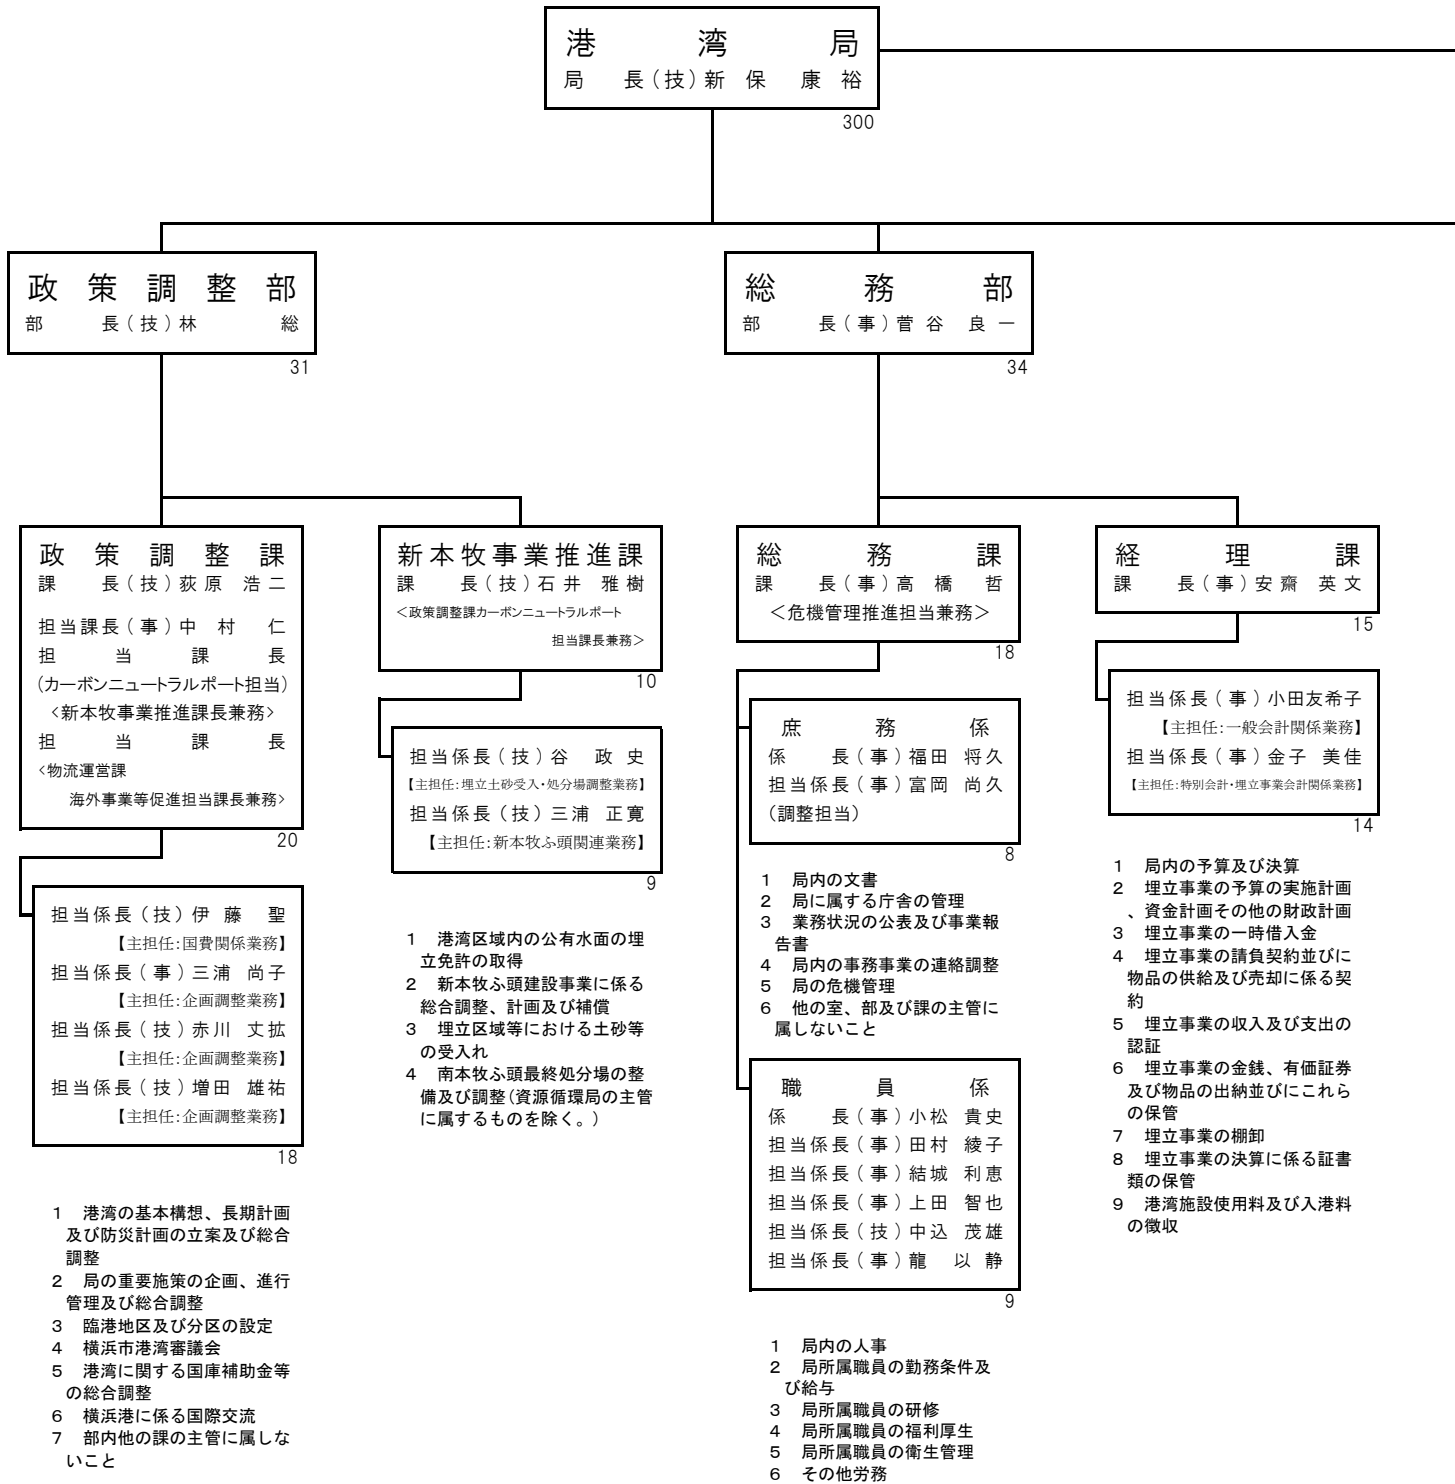 港湾局
局長(技)新保康裕
300
政策調整部
部長(技)林総
31
総務部
部長(事)菅谷良一
34
政策調整課
課長(技)荻原浩二
担当課長(事)中村仁
担当課長
(カーボンニュートラルポート担当)
<新本牧事業推進課長兼務>
担当課長
<物流運営課
海外事業等促進担当課長兼務>
20
担当係長(技)伊藤聖
【主担任:国費関係業務】
担当係長(事)三浦尚子
【主担任:企画調整業務】
担当係長(技)赤川丈拡
【主担任:企画調整業務】
担当係長(技)増田雄祐
【主担任:企画調整業務】
18
1 港湾の基本構想、長期計画
及び防災計画の立案及び総合
調整
2 局の重要施策の企画、進行
管理及び総合調整
3 臨港地区及び分区の設定
4 横浜市港湾審議会
5 港湾に関する国庫補助金等
の総合調整
6 横浜港に係る国際交流
7 部内他の課の主管に属しな
いこと
新本牧事業推進課
課長(技)石井雅樹
<政策調整課カーボンニュートラルポート
担当課長兼務>
10
担当係長(技)谷政史
【主担任:埋立土砂受入・処分場調整業務】
担当係長(技)三浦正寛
【主担任:新本牧ふ頭関連業務】
9
1 港湾区域内の公有水面の埋
立免許の取得
2 新本牧ふ頭建設事業に係る
総合調整、計画及び補償
3 埋立区域等における土砂等
の受入れ
4 南本牧ふ頭最終処分場の整
備及び調整(資源循環局の主管
に属するものを除く。)
総務課
課長(事)高橋哲
<危機管理推進担当兼務>
18
庶務係
係長(事)福田将久
担当係長(事)富岡尚久
(調整担当)
8
1 局内の文書
2 局に属する庁舎の管理
3 業務状況の公表及び事業報
告書
4 局内の事務事業の連絡調整
5 局の危機管理
6 他の室、部及び課の主管に
属しないこと
職員係
係長(事)小松貴史
担当係長(事)田村綾子
担当係長(事)結城利恵
担当係長(事)上田智也
担当係長(技)中込茂雄
担当係長(事)龍以静
9
1 局内の人事
2 局所属職員の勤務条件及
び給与
3 局所属職員の研修
4 局所属職員の福利厚生
5 局所属職員の衛生管理
6 その他労務
経理課
課長(事)安齋英文
15
担当係長(事)小田友希子
【主担任:一般会計関係業務】
担当係長(事)金子美佳
【主担任:特別会計・埋立事業会計関係業務】
14
1 局内の予算及び決算
2 埋立事業の予算の実施計画
、資金計画その他の財政計画
3 埋立事業の一時借入金
4 埋立事業の請負契約並びに
物品の供給及び売却に係る契
約
5 埋立事業の収入及び支出の
認証
6 埋立事業の金銭、有価証券
及び物品の出納並びにこれら
の保管
7 埋立事業の棚卸
8 埋立事業の決算に係る証書
類の保管
9 港湾施設使用料及び入港料
の徴収